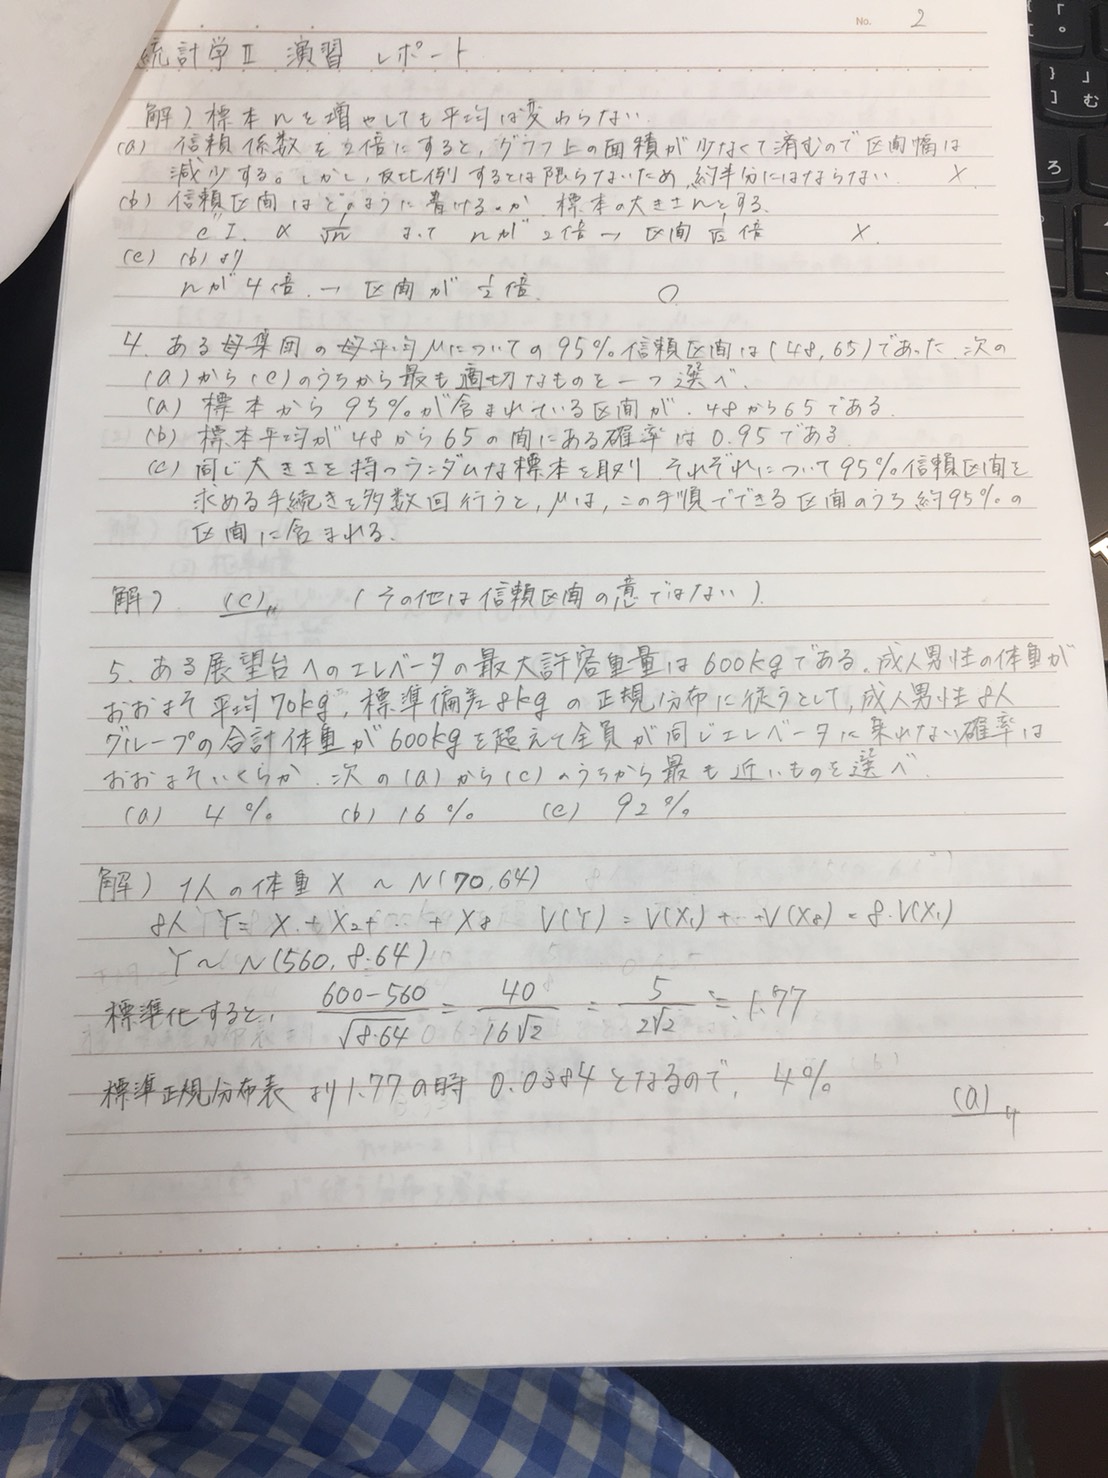 No. 2
統計学Ⅱ 演習 レポート
解) 標本nを増やしても平均は変わらない
(a) 信頼係数を2倍にすると, グラフ上の面積が少なくて済むので区間幅は
減少する。しかし, 反比例するとは限らないため, 約半分にはならない ×
(b) 信頼区間はどのように書けるのか. 標本の大きさnとする.
C I. ∝ 1/√n よって nが2倍 → 区間 1/√2倍 ×.
(c) (b)より
nが4倍. → 区間が 1/2倍. ○
4. ある母集団の母平均μについての95%信頼区間は(48,65)であった. 次の
(a)から(c)のうちから最も適切なものを一つ選べ.
(a) 標本から95%が含まれている区間が. 48から65である.
(b) 標本平均が48から65の間にある確率は0.95である.
(c) 同じ大きさを持つランダムな標本を取り それぞれについて95%信頼区間を
求める手続きを多数回行うと, μは, この手順でできる区間のうち約95%の
区間に含まれる.
解) (c)〃 (その他は信頼区間の意ではない).
5. ある展望台へのエレベータの最大許容重量は600kgである. 成人男性の体重が
おおよそ平均70kg, 標準偏差8kgの正規分布に従うとして, 成人男性8人
グループの合計体重が600kgを超えて全員が同じエレベータに乗れない確率は
おおよそいくらか. 次の(a)から(c)のうちから最も近いものを選べ.
(a) 4% (b) 16% (c) 92%
解) 1人の体重 X ~ N(70,64)
8人 Y = X1 + X2 + … + X8 V(Y) = V(X1) + … + V(X8) = 8·V(X1)
Y ~ N(560, 8·64)
標準化すると, (600-560)/√8·64 = 40/16√2 = 5/2√2 ≒ 1.77
標準正規分布表より1.77の時 0.0384となるので, 4%
(a)〃